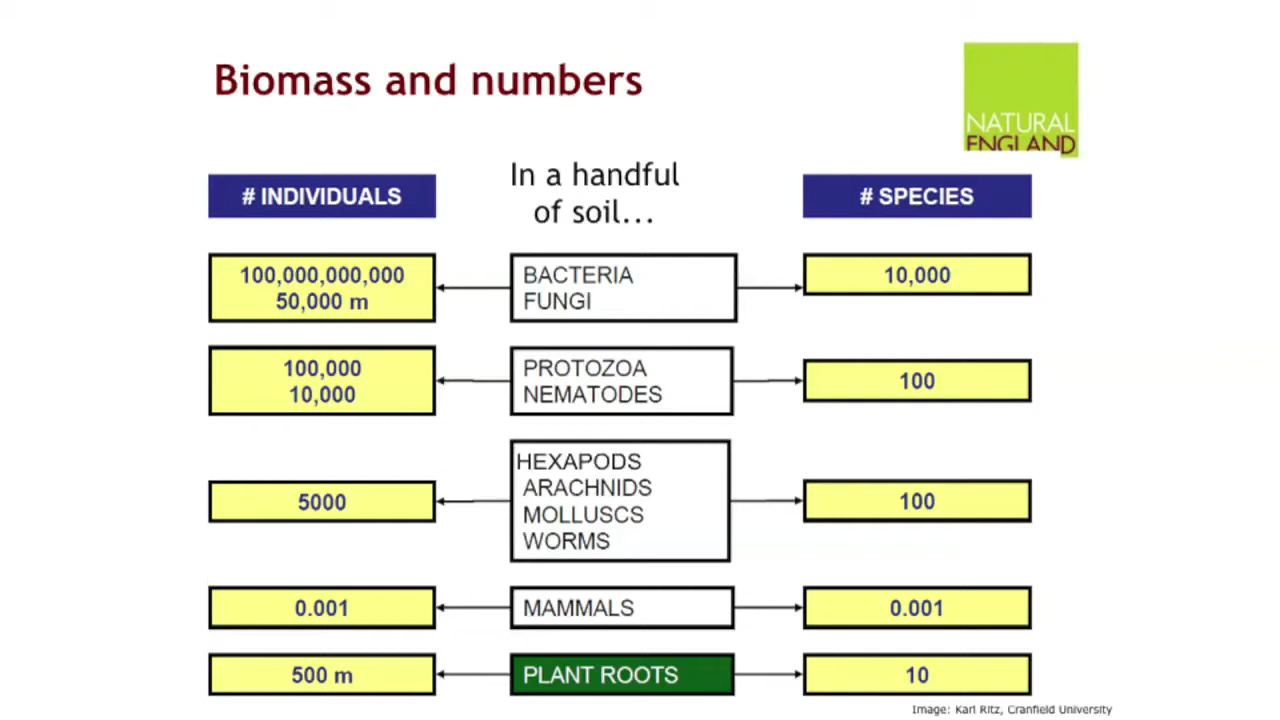 Biomass and numbers
NATURAL
ENGLAND
In a handful
of soil...
# INDIVIDUALS
# SPECIES
100,000,000,000
50,000 m
BACTERIA
FUNGI
10,000
100,000
10,000
PROTOZOA
NEMATODES
100
5000
HEXAPODS
ARACHNIDS
MOLLUSCS
WORMS
100
0.001
MAMMALS
0.001
500 m
PLANT ROOTS
10
Image: Karl Ritz, Cranfield University